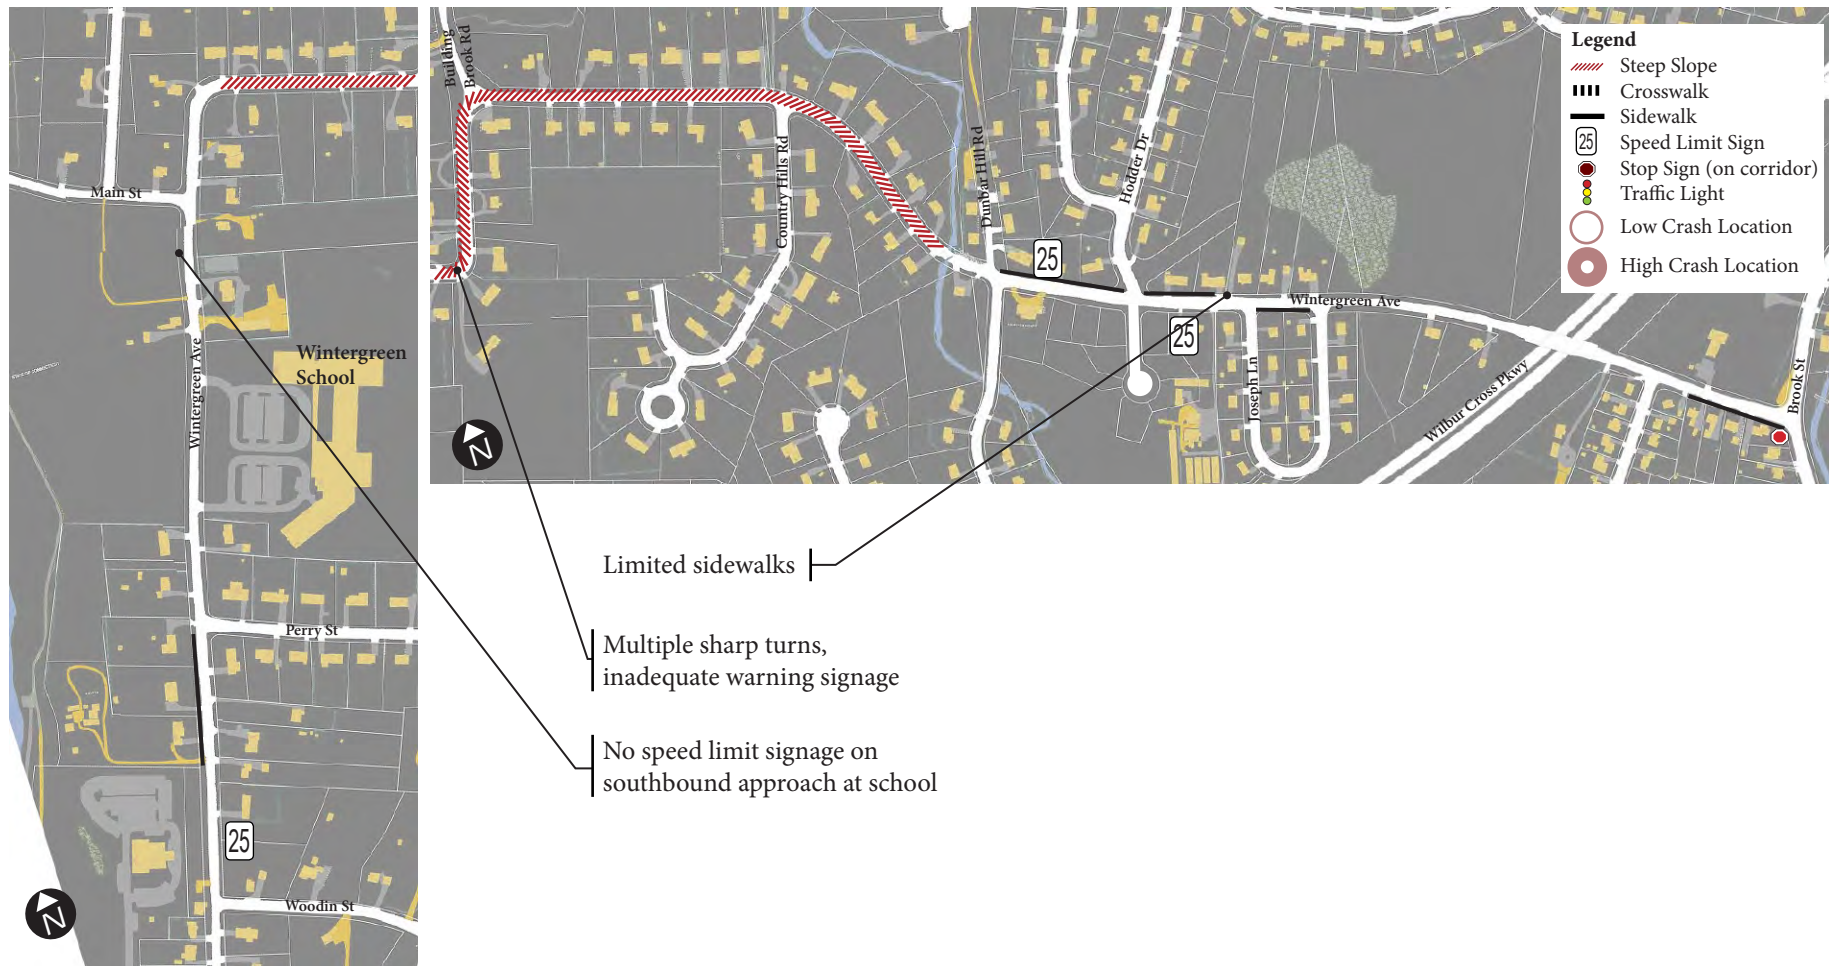 Building
Brook Rd
Legend
Steep Slope
Crosswalk
Sidewalk
25
Speed Limit Sign
Stop Sign (on corridor)
Traffic Light
Low Crash Location
High Crash Location
Main St
Country Hills Rd
Dunbar Hill Rd
Hodder Dr
25
Wintergreen Ave
25
Wintergreen
School
Wintergreen Ave
Joseph Ln
Wilbur Cross Pkwy
Brook St
N
Limited sidewalks
Perry St
Multiple sharp turns,
inadequate warning signage
No speed limit signage on
southbound approach at school
25
Woodin St
N